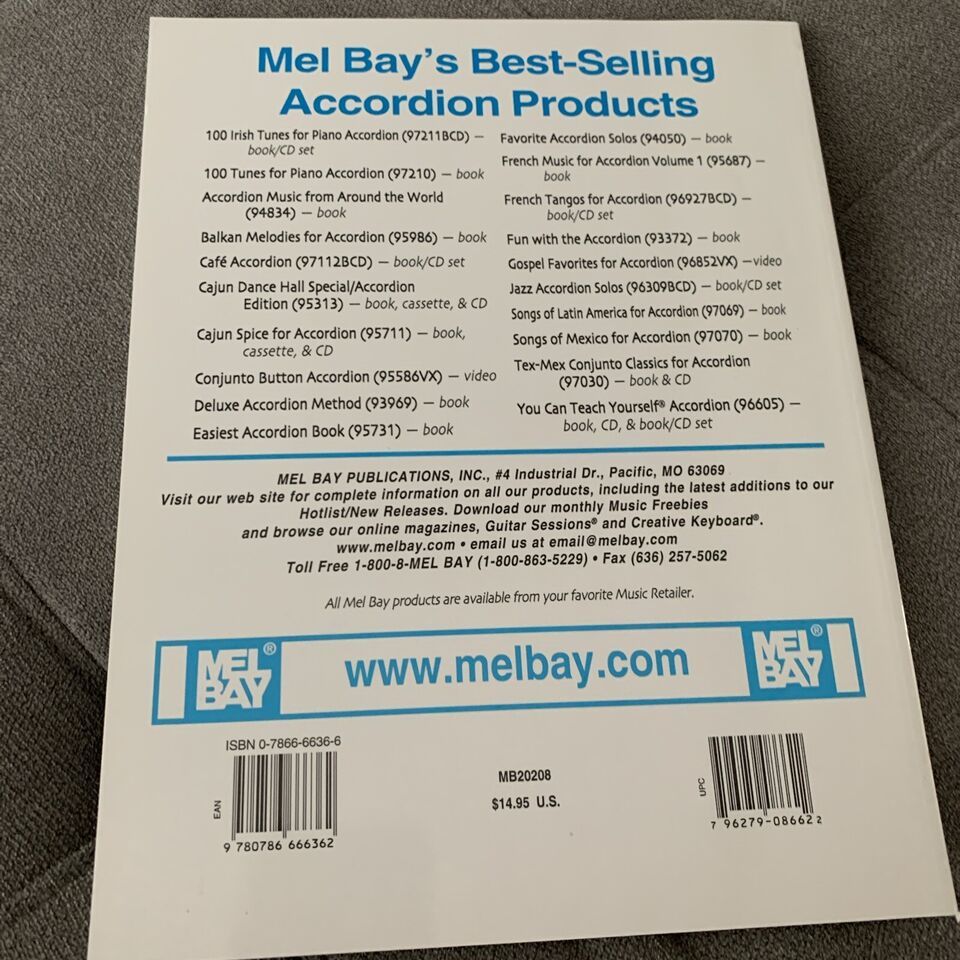 Mel Bay's Best-Selling
Accordion Products
100 Irish Tunes for Piano Accordion (97211BCD) —
book/CD set
100 Tunes for Piano Accordion (97210) — book
Accordion Music from Around the World
(94834) — book
Balkan Melodies for Accordion (95986) — book
Café Accordion (97112BCD) — book/CD set
Cajun Dance Hall Special/Accordion
Edition (95313) — book, cassette, & CD
Cajun Spice for Accordion (95711) — book,
cassette, & CD
Conjunto Button Accordion (95586VX) — video
Deluxe Accordion Method (93969) — book
Easiest Accordion Book (95731) — book
Favorite Accordion Solos (94050) — book
French Music for Accordion Volume 1 (95687) —
book
French Tangos for Accordion (96927BCD) —
book/CD set
Fun with the Accordion (93372) — book
Gospel Favorites for Accordion (96852VX) —video
Jazz Accordion Solos (96309BCD) — book/CD set
Songs of Latin America for Accordion (97069) — book
Songs of Mexico for Accordion (97070) — book
Tex-Mex Conjunto Classics for Accordion
(97030) — book & CD
You Can Teach Yourself® Accordion (96605) —
book, CD, & book/CD set
MEL BAY PUBLICATIONS, INC., #4 Industrial Dr., Pacific, MO 63069
Visit our web site for complete information on all our products, including the latest additions to our
Hotlist/New Releases. Download our monthly Music Freebies
and browse our online magazines, Guitar Sessions® and Creative Keyboard®.
www.melbay.com • email us at email@melbay.com
Toll Free 1-800-8-MEL BAY (1-800-863-5229) • Fax (636) 257-5062
All Mel Bay products are available from your favorite Music Retailer.
MEL BAY®
www.melbay.com
MEL BAY®
ISBN 0-7866-6636-6
EAN
9 780786 666362
MB20208
$14.95 U.S.
UPC
7 96279-08662 2